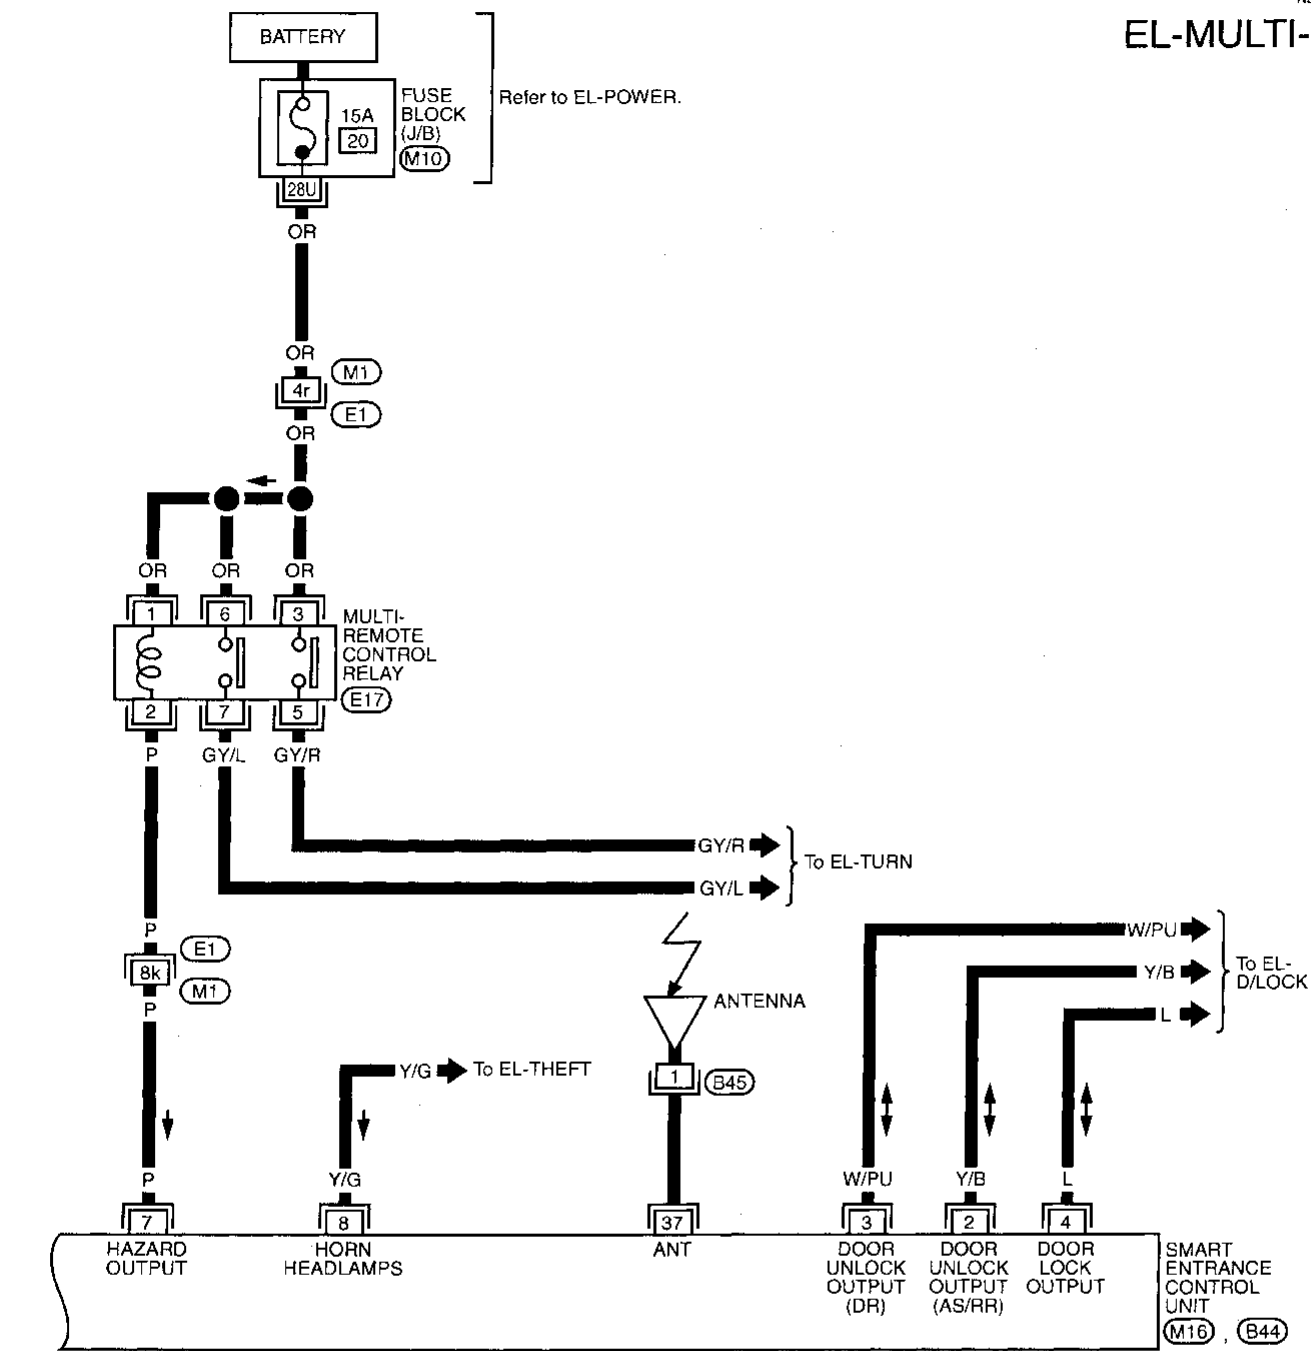 EL-MULTI-
BATTERY
FUSE
BLOCK
(J/B)
M10
15A
20
Refer to EL-POWER.
28U
OR
OR
M1
4r
E1
OR
OR OR OR
1 6 3
MULTI-
REMOTE
CONTROL
RELAY
E17
2 7 5
P GY/L GY/R
GY/R
To EL-TURN
GY/L
P
E1
8k
M1
P
W/PU
Y/B
To EL-
D/LOCK
L
ANTENNA
Y/G To EL-THEFT
1 B45
P Y/G W/PU Y/B L
7 8 37 3 2 4
HAZARD
OUTPUT
HORN
HEADLAMPS
ANT
DOOR
UNLOCK
OUTPUT
(DR)
DOOR
UNLOCK
OUTPUT
(AS/RR)
DOOR
LOCK
OUTPUT
SMART
ENTRANCE
CONTROL
UNIT
M16 , B44